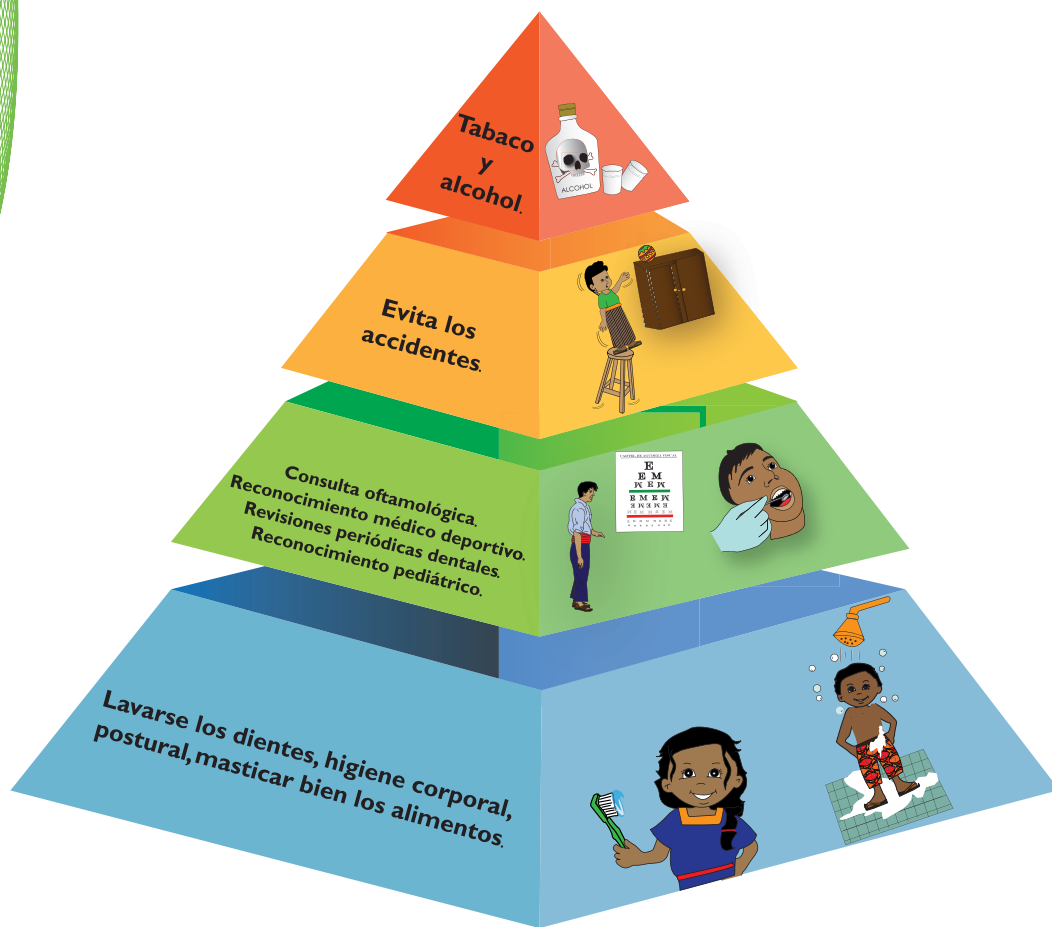 Tabaco
y
alcohol.
ALCOHOL
Evita los
accidentes.
Consulta oftamológica.
Reconocimiento médico deportivo.
Revisiones periódicas dentales.
Reconocimiento pediátrico.
E
E M
Lavarse los dientes, higiene corporal,
postural, masticar bien los alimentos.